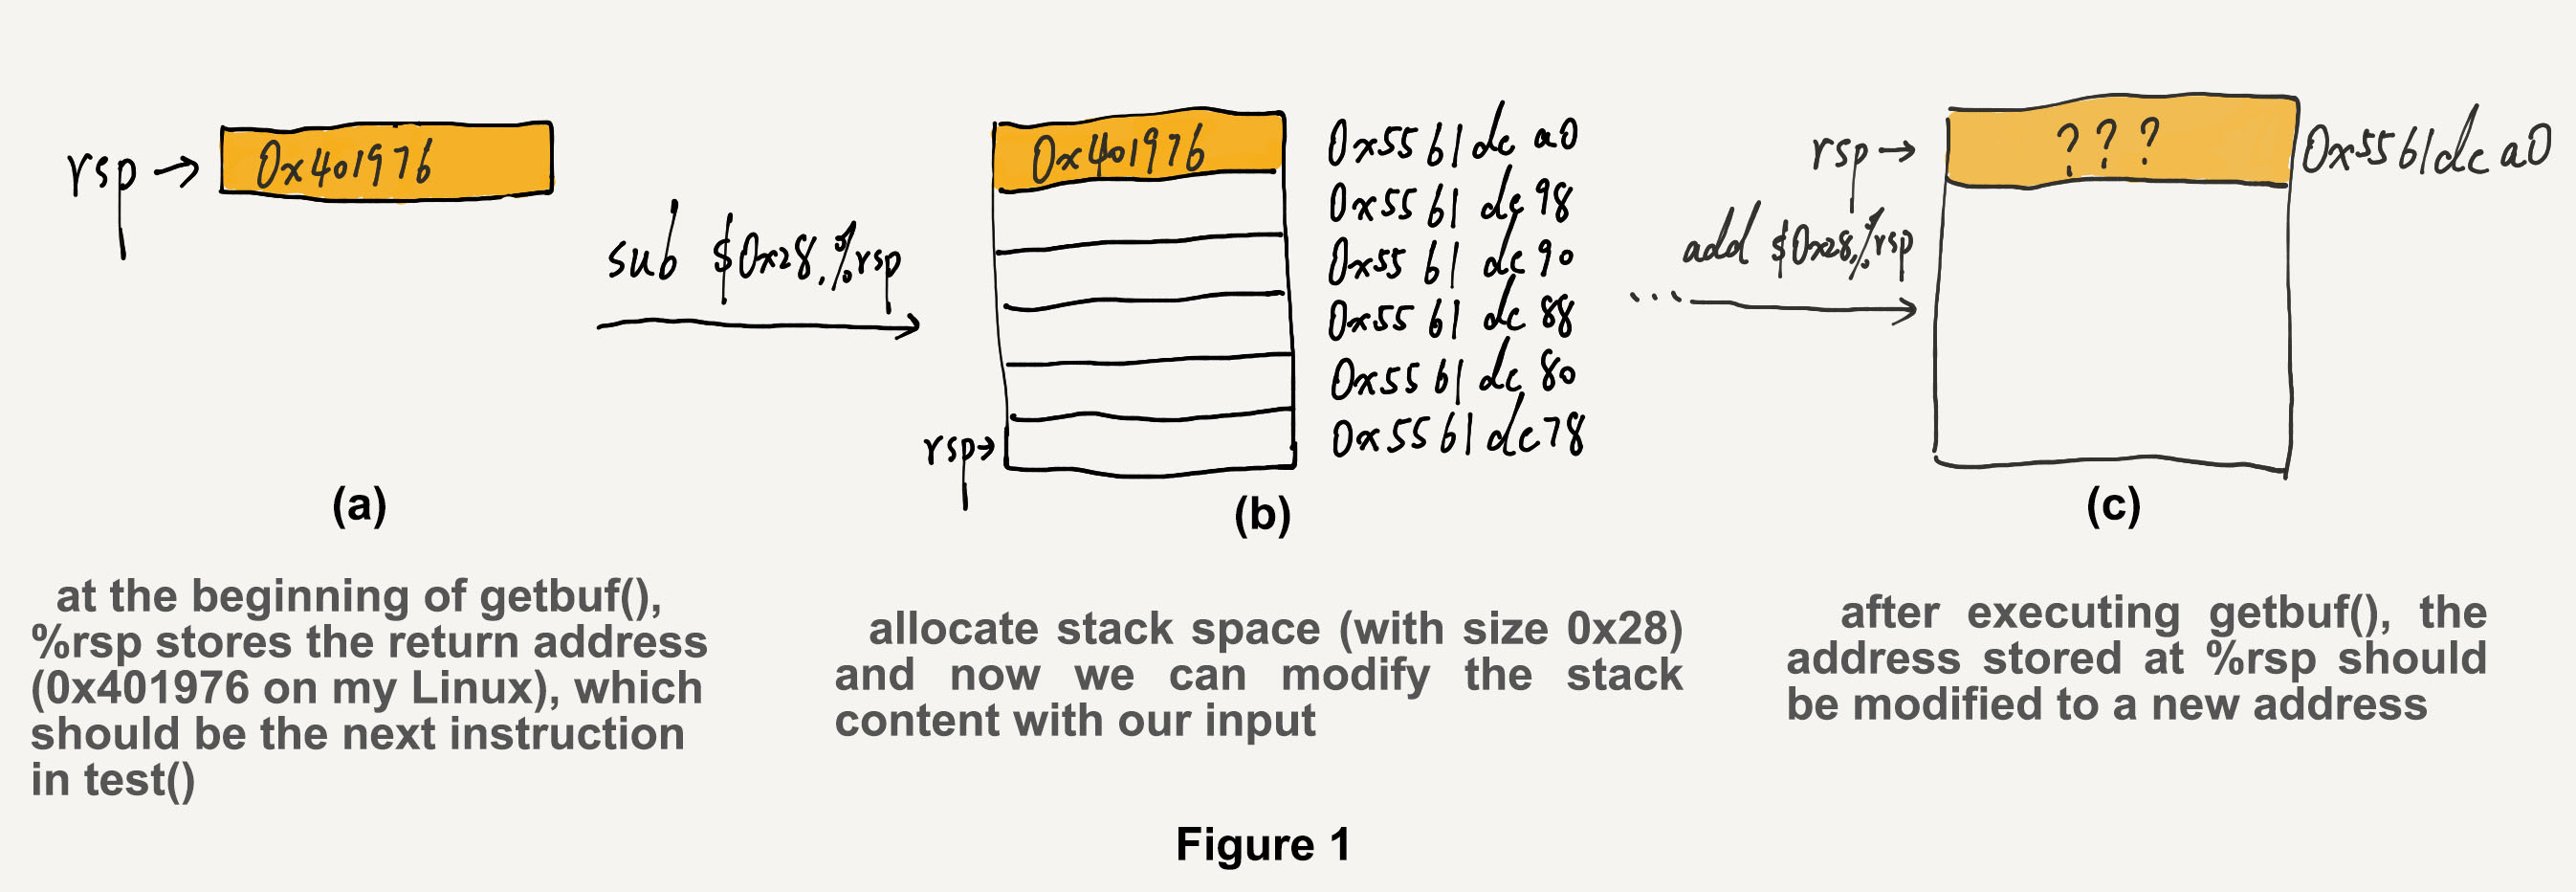 rsp →
0x401976
sub $0x28,%rsp
0x401976
0x5561dca0
0x5561dc98
0x5561dc90
0x5561dc88
0x5561dc80
rsp→
0x5561dc78
... add $0x28,%rsp
rsp →
? ? ?
0x5561dca0
(a)
(b)
(c)
at the beginning of getbuf(),
%rsp stores the return address
(0x401976 on my Linux), which
should be the next instruction
in test()
allocate stack space (with size 0x28)
and now we can modify the stack
content with our input
after executing getbuf(), the
address stored at %rsp should
be modified to a new address
Figure 1